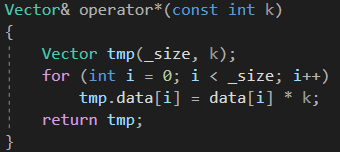 Vector& operator*(const int k)
{
    Vector tmp(_size, k);
    for (int i = 0; i < _size; i++)
        tmp.data[i] = data[i] * k;
    return tmp;
}